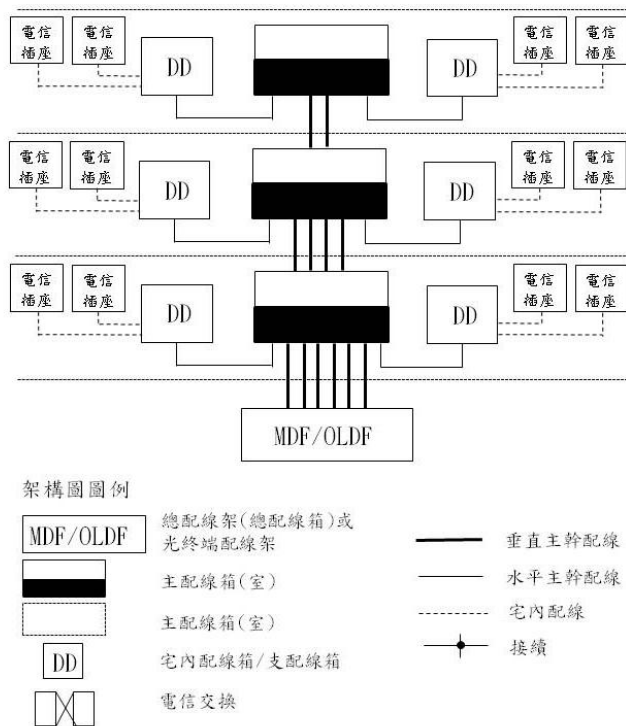 電信 電信 電信 電信
插座 插座 DD DD 插座 插座
電信 電信 電信 電信
插座 插座 DD DD 插座 插座
電信 電信 電信 電信
插座 插座 DD DD 插座 插座
MDF/OLDF
架構圖圖例
MDF/OLDF 總配線架(總配線箱)或
光終端配線架
主配線箱(室)
主配線箱(室)
DD 宅內配線箱/支配線箱
電信交換
垂直主幹配線
水平主幹配線
宅內配線
接續